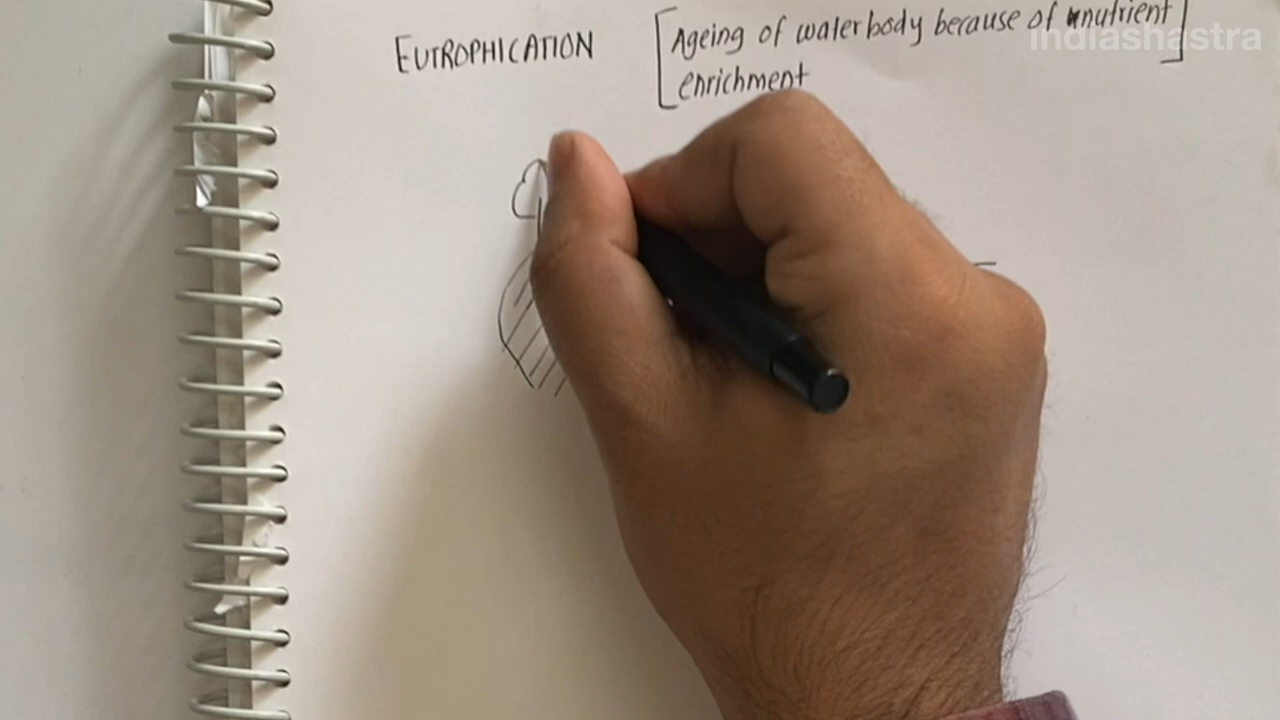 EUTROPHICATION [Ageing of waterbody because of nutrient
enrichment]
indiashastra